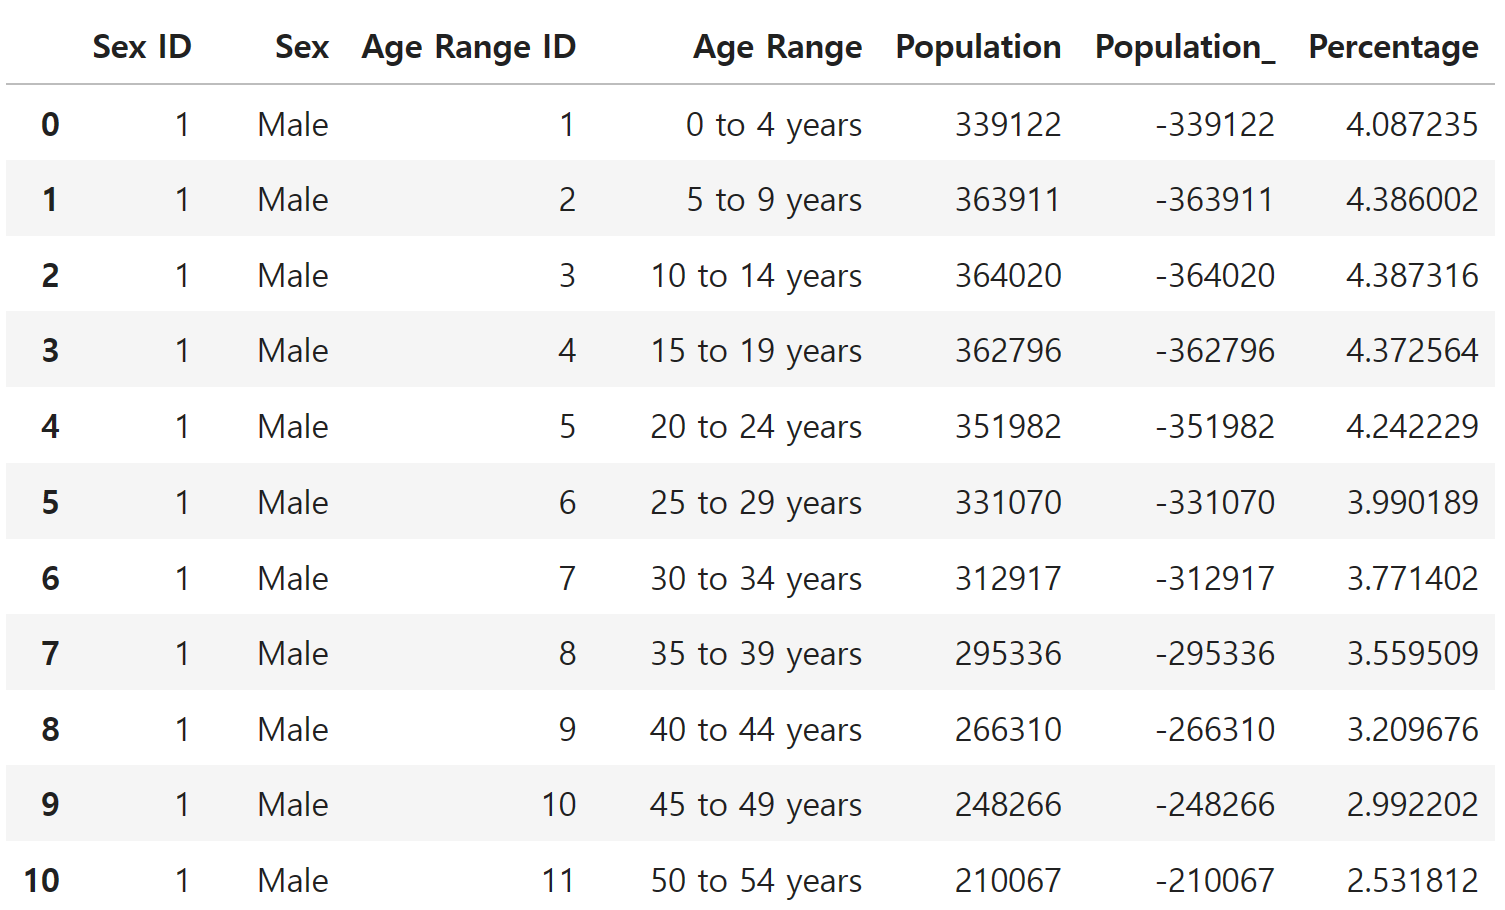 Sex ID Sex Age Range ID Age Range Population Population_ Percentage
0 1 Male 1 0 to 4 years 339122 -339122 4.087235
1 1 Male 2 5 to 9 years 363911 -363911 4.386002
2 1 Male 3 10 to 14 years 364020 -364020 4.387316
3 1 Male 4 15 to 19 years 362796 -362796 4.372564
4 1 Male 5 20 to 24 years 351982 -351982 4.242229
5 1 Male 6 25 to 29 years 331070 -331070 3.990189
6 1 Male 7 30 to 34 years 312917 -312917 3.771402
7 1 Male 8 35 to 39 years 295336 -295336 3.559509
8 1 Male 9 40 to 44 years 266310 -266310 3.209676
9 1 Male 10 45 to 49 years 248266 -248266 2.992202
10 1 Male 11 50 to 54 years 210067 -210067 2.531812